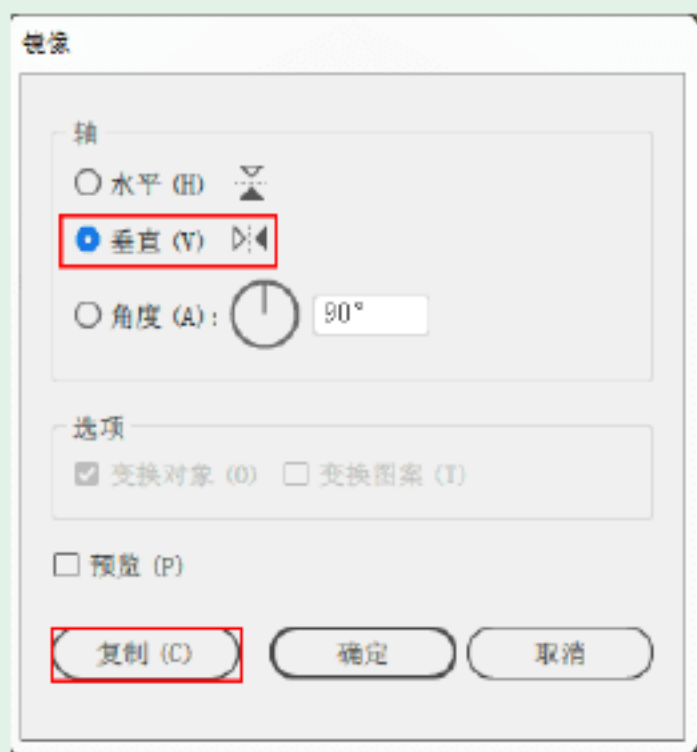 镜像
轴
水平 (H)
垂直 (V)
角度 (A): 90°
选项
变换对象 (O) 变换图案 (T)
预览 (P)
复制 (C) 确定 取消